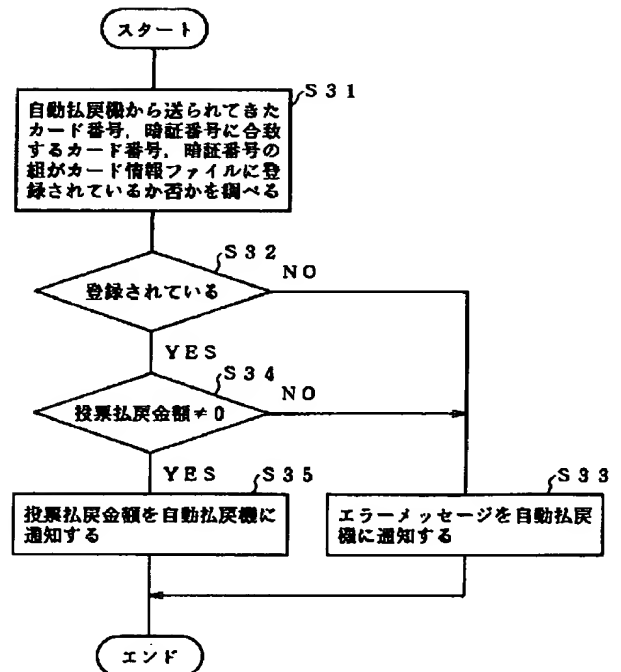 スタート
S31
自動払戻機から送られてきた
カード番号，暗証番号に合致
するカード番号，暗証番号の
組がカード情報ファイルに登
録されているか否かを調べる
S32
登録されている
NO
YES
S34
投票払戻金額≠0
NO
YES
S35
投票払戻金額を自動払戻機に
通知する
S33
エラーメッセージを自動払戻
機に通知する
エンド